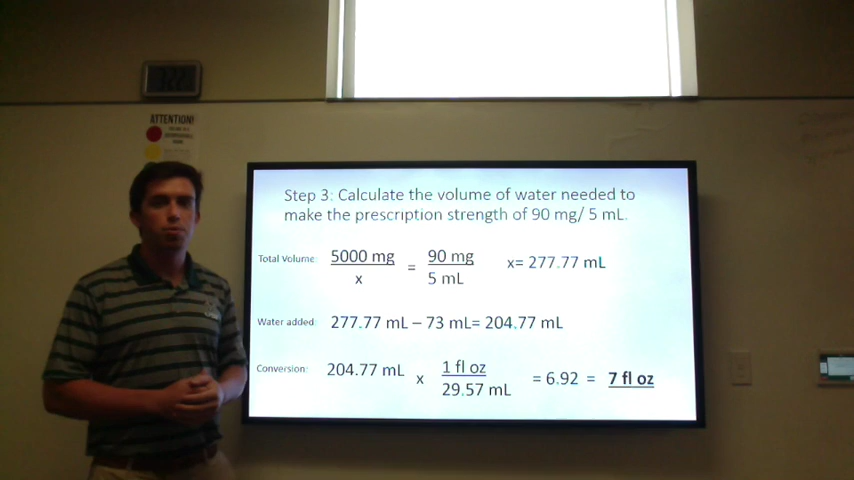 ATTENTION!
Step 3: Calculate the volume of water needed to
make the prescription strength of 90 mg/ 5 mL.
Total Volume: 5000 mg / x = 90 mg / 5 mL x= 277.77 mL
Water added: 277.77 mL – 73 mL= 204.77 mL
Conversion: 204.77 mL x 1 fl oz / 29.57 mL = 6.92 = 7 fl oz